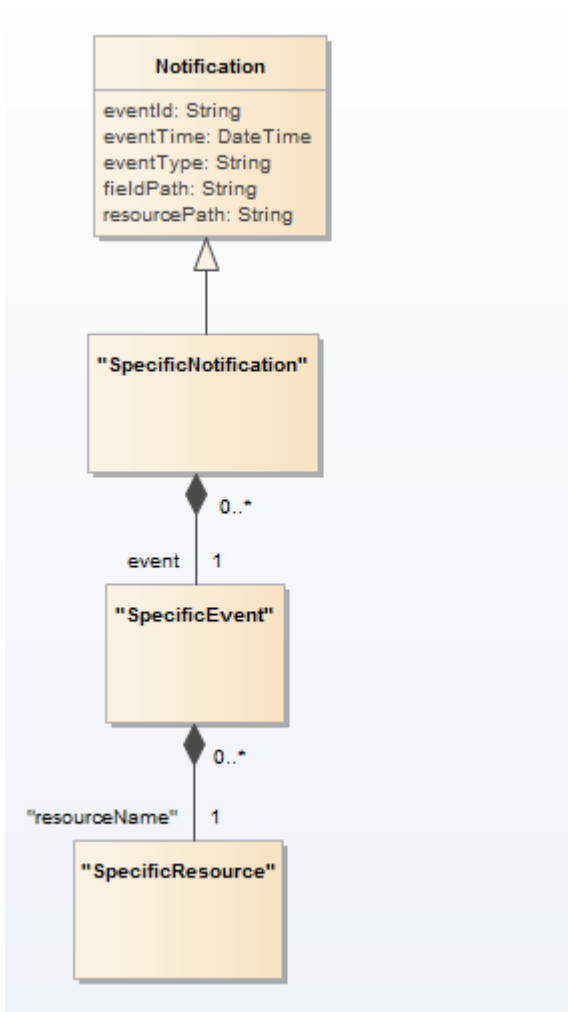 Notification
eventId: String
eventTime: DateTime
eventType: String
fieldPath: String
resourcePath: String
"SpecificNotification"
0..*
event 1
"SpecificEvent"
0..*
"resourceName" 1
"SpecificResource"